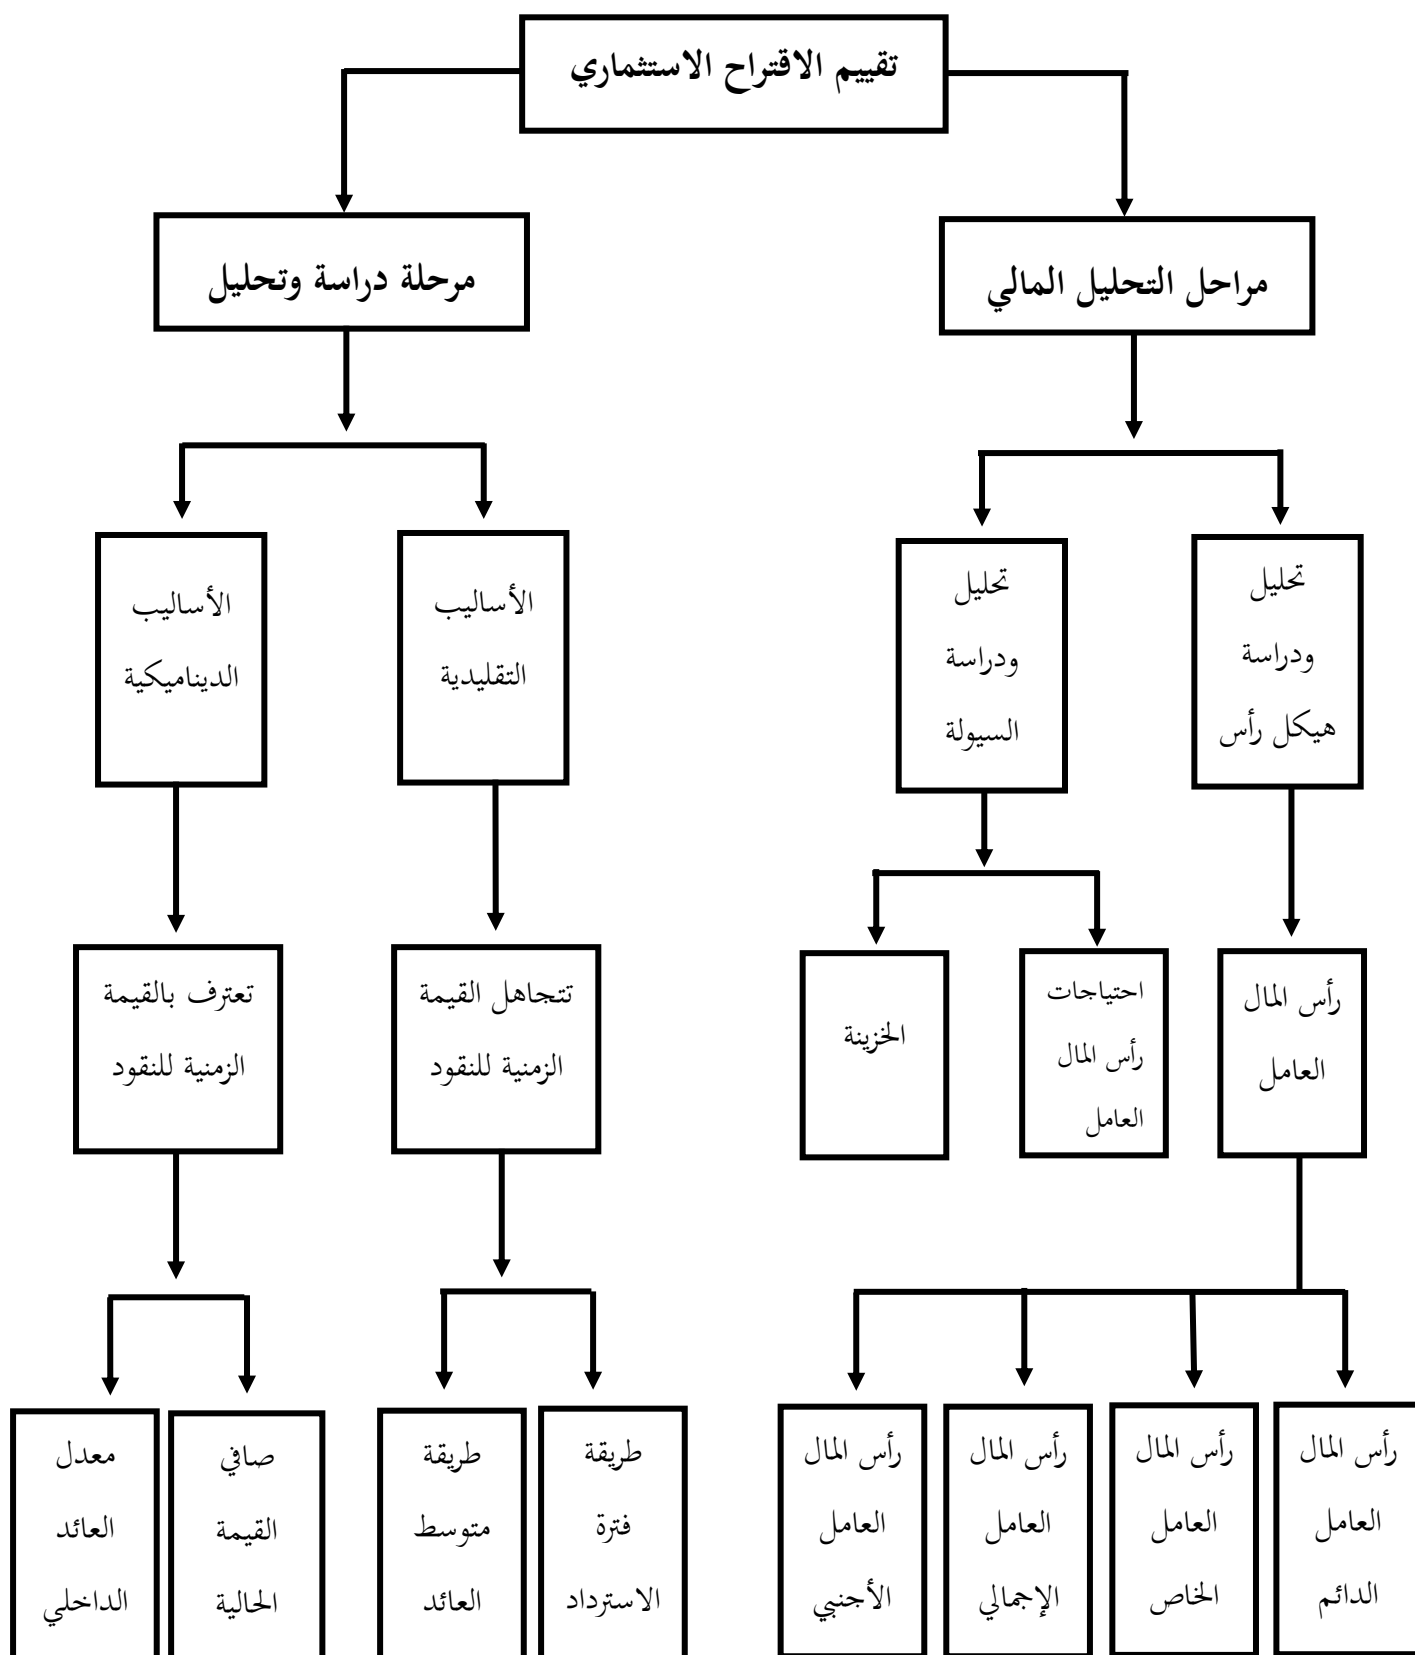 تقييم الاقتراح الاستثماري
مراحل التحليل المالي
مرحلة دراسة وتحليل
تحليل
ودراسة
هيكل رأس
تحليل
ودراسة
السيولة
الأساليب
التقليدية
الأساليب
الديناميكية
رأس المال
العامل
احتياجات
رأس المال
العامل
الخزينة
تتجاهل القيمة
الزمنية للنقود
تعترف بالقيمة
الزمنية للنقود
رأس المال
العامل
الدائم
رأس المال
العامل
الخاص
رأس المال
العامل
الإجمالي
رأس المال
العامل
الأجنبي
طريقة
فترة
الاسترداد
طريقة
متوسط
العائد
صافي
القيمة
الحالية
معدل
العائد
الداخلي